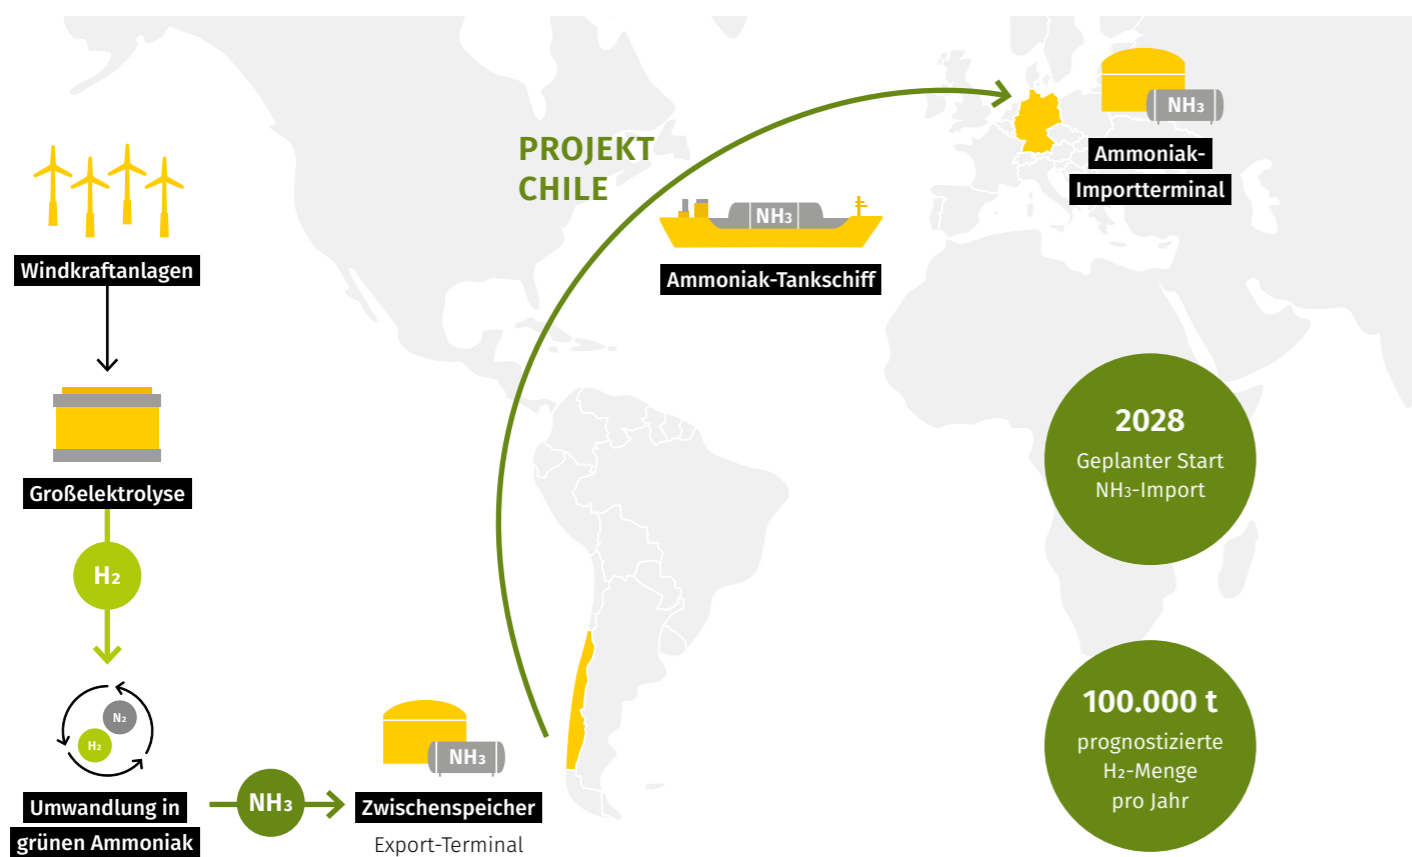 PROJEKT
CHILE
Windkraftanlagen
Großelektrolyse
H₂
N₂
H₂
Umwandlung in
grünen Ammoniak
NH₃
NH₃
Zwischenspeicher
Export-Terminal
NH₃
Ammoniak-Tankschiff
NH₃
Ammoniak-
Importterminal
2028
Geplanter Start
NH₃-Import
100.000 t
prognostizierte
H₂-Menge
pro Jahr